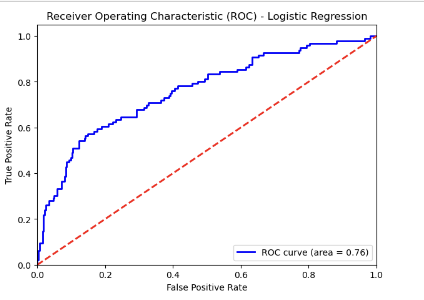 Receiver Operating Characteristic (ROC) - Logistic Regression
1.0
0.8
0.6
0.4
0.2
0.0
True Positive Rate
ROC curve (area = 0.76)
0.0 0.2 0.4 0.6 0.8 1.0
False Positive Rate